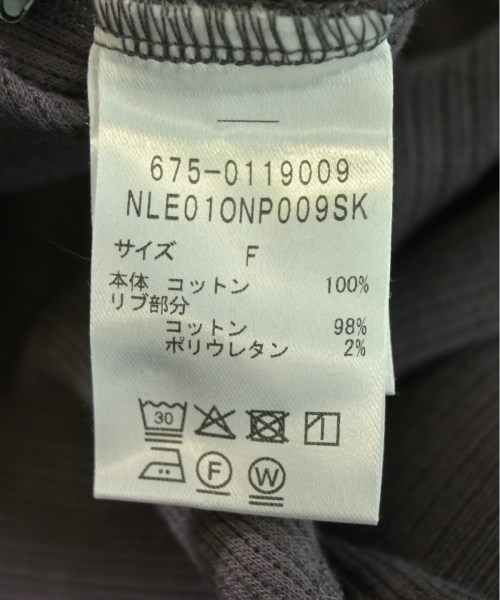 675-0119009
NLE01ONP009SK
サイズ F
本体 コットン 100%
リブ部分
コットン 98%
ポリウレタン 2%
30
F W